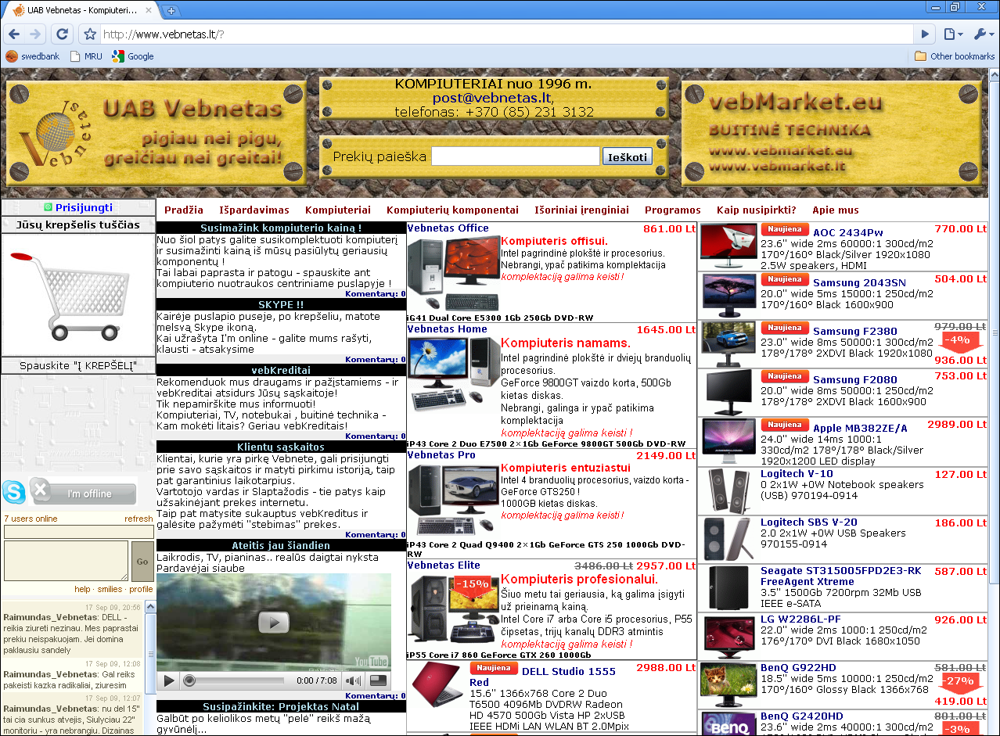 UAB Vebnetas - Kompiuteri...
http://www.vebnetas.lt/?
swedbank
MRU
Google
Other bookmarks
Vebnetas
UAB Vebnetas
pigiau nei pigu,
greičiau nei greitai!
KOMPIUTERIAI nuo 1996 m.
post@vebnetas.lt,
telefonas: +370 (85) 231 3132
Prekių paieška
Ieškoti
vebMarket.eu
BUITINĖ TECHNIKA
www.vebmarket.eu
www.vebmarket.lt
Prisijungti
Jūsų krepšelis tuščias
Spauskite "Į KREPŠELĮ"
I'm offline
7 users online
refresh
Go
help · smilies · profile
17 Sep 09, 20:56
Raimundas_Vebnetas: DELL -
reikia ziureti nezinau. Mes paprastai
prekiu neispakuojam. Jei domina
paklausiu sandely
17 Sep 09, 12:08
Raimundas_Vebnetas: Gal reiks
pakeisti kazka radikaliai, ziuresim
17 Sep 09, 12:07
Raimundas_Vebnetas: nu del 15"
tai cia sunkus atvejis, Siulyciau 22"
monitoriu - yra nebrangiu. Dizainas
Pradžia
Išpardavimas
Kompiuteriai
Kompiuterių komponentai
Išoriniai įrenginiai
Programos
Kaip nusipirkti?
Apie mus
Susimažink kompiuterio kainą !
Nuo šiol patys galite susikomplektuoti kompiuterį
ir susimažinti kaina iš mūsų pasiūlytų geriausių
komponentų !
Tai labai paprasta ir patogu - spauskite ant
kompiuterio nuotraukos centriniame puslapyje !
Komentarų: 0
SKYPE !!
Kairėje puslapio puseje, po krepšeliu, matote
melsvą Skype ikoną.
Kai užrašyta I'm online - galite mums rašyti,
klausti - atsakysime
Komentarų: 0
vebKreditai
Rekomenduok mus draugams ir pažįstamiems - ir
vebKreditai atsidurs Jūsų sąskaitoje!
Tik nepamirškite mus informuoti!
Kompiuteriai, TV, notebukai , buitinė technika -
Kam mokėti litais? Geriau vebKreditais!
Komentarų: 0
Klientų sąskaitos
Klientai, kurie yra pirkę Vebnete, gali prisijungti
prie savo sąskaitos ir matyti pirkimu istoriją, taip
pat garantinius laikotarpius.
Vartotojo vardas ir Slaptažodis - tie patys kaip
užsakinėjant prekes internetu.
Taip pat matysite sukauptus vebKreditus ir
galėsite pažymėti "stebimas" prekes.
Komentarų: 0
Ateitis jau šiandien
Laikrodis, TV, pianinas.. realūs daigtai nyksta
Pardavėjai siaube
YouTube
0:00 / 7:08
Komentarų: 0
Susipažinkite: Projektas Natal
Galbūt po keliolikos metų "pelė" reikš mažą
gyvūnėlį...
Vebnetas Office
861.00 Lt
Kompiuteris offisui.
Intel pagrindinė plokštė ir procesorius.
Nebrangi, ypač patikima komplektacija
komplektaciją galima keisti !
iG41 Dual Core E5300 1Gb 250Gb DVD-RW
Vebnetas Home
1645.00 Lt
Kompiuteris namams.
Intel pagrindinė plokštė ir dviejų branduolių
procesorius.
GeForce 9800GT vaizdo korta, 500Gb
kietas diskas.
Nebrangi, galinga ir ypač patikima
komplektacija
komplektaciją galima keisti !
iP43 Core 2 Duo E7500 2×1Gb GeForce 9800GT 500Gb DVD-RW
Vebnetas Pro
2149.00 Lt
Kompiuteris entuziastui
Intel 4 branduolių procesorius, vaizdo korta -
GeForce GTS250 !
1000GB kietas diskas.
komplektaciją galima keisti !
iP43 Core 2 Quad Q9400 2×1Gb GeForce GTS 250 1000Gb DVD-
RW
Vebnetas Elite
3486.00 Lt 2957.00 Lt
-15%
Kompiuteris profesionalui.
Šiuo metu tai geriausia, ką galima įsigyti
už prieinamą kainą.
Intel Core i7 arba Core i5 procesorius, P55
čipsetas, trijų kanalų DDR3 atmintis
komplektaciją galima keisti !
iP55 Core i7 860 GeForce GTX 260 1000Gb
Naujiena
DELL Studio 1555
2988.00 Lt
Red
15.6" 1366x768 Core 2 Duo
T6500 4096Mb DVDRW Radeon
HD 4570 500Gb Vista HP 2xUSB
IEEE HDMi LAN WLAN BT 2.0Mpix
Naujiena
AOC 2434Pw
770.00 Lt
23.6" wide 2ms 60000:1 300cd/m2
170º/160º Black/Silver 1920x1080
2.5W speakers, HDMI
Naujiena
Samsung 2043SN
504.00 Lt
20.0" wide 5ms 15000:1 250cd/m2
170º/160º Black 1600x900
Naujiena
Samsung F2380
979.00 Lt
23.0" wide 8ms 50000:1 300cd/m2
178º/178º 2XDVI Black 1920x1080
-4%
936.00 Lt
Naujiena
Samsung F2080
753.00 Lt
20.0" wide 8ms 50000:1 250cd/m2
178º/178º 2XDVI Black 1600x900
Naujiena
Apple MB382ZE/A
2989.00 Lt
24.0" wide 14ms 1000:1
330cd/m2 178º/178º Black/Silver
1920x1200 LED display
Logitech V-10
127.00 Lt
0 2x1W +0W Notebook speakers
(USB) 970194-0914
Logitech SBS V-20
186.00 Lt
2.0 2x1W +0W USB Speakers
970155-0914
Seagate ST315005FPD2E3-RK
587.00 Lt
FreeAgent Xtreme
3.5" 1500Gb 7200rpm 32Mb USB
IEEE e-SATA
LG W2286L-PF
926.00 Lt
22.0" wide 2ms 1000:1 250cd/m2
176º/170º DVI Black 1680x1050
BenQ G922HD
581.00 Lt
18.5" wide 5ms 10000:1 250cd/m2
170º/160º Glossy Black 1366x768
-27%
419.00 Lt
BenQ G2420HD
801.00 Lt
23.6" wide 2ms 40000:1 300cd/m2
-3%
BenQ